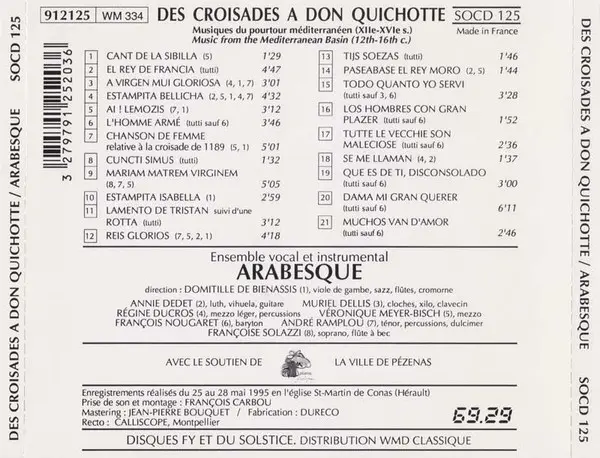 912125 WM 334 DES CROISADES A DON QUICHOTTE SOCD 125
Musiques du pourtour méditerranéen (XIIe-XVIe s.)
Music from the Mediterranean Basin (12th-16th c.)
Made in France
1 CANT DE LA SIBILLA (5) 1'29
2 EL REY DE FRANCIA (tutti) 4'47
3 A VIRGEN MUI GLORIOSA (4, 1, 7) 3'01
4 ESTAMPITA BELLICHA (2, 5, 1, 4, 7) 4'32
5 AI ! LEMOZIS (7, 1) 3'12
6 L'HOMME ARMÉ (tutti sauf 6) 3'46
7 CHANSON DE FEMME
relative à la croisade de 1189 (5, 1) 5'01
8 CUNCTI SIMUS (tutti) 1'32
9 MARIAM MATREM VIRGINEM
(8, 7, 5) 5'05
10 ESTAMPITA ISABELLA (1) 2'59
11 LAMENTO DE TRISTAN suivi d'une
ROTTA (tutti) 3'12
12 REIS GLORIOS (7, 5, 2, 1) 4'18
13 TIJS SOEZAS (tutti) 1'46
14 PASEABASE EL REY MORO (2, 5) 1'44
15 TODO QUANTO YO SERVI
(tutti sauf 3, 6) 3'28
16 LOS HOMBRES CON GRAN
PLAZER (tutti sauf 6) 1'52
17 TUTTE LE VECCHIE SON
MALECIOSE (tutti sauf 6) 2'36
18 SE ME LLAMAN (4, 2) 1'37
19 QUE ES DE TI, DISCONSOLADO
(tutti sauf 6) 3'00
20 DAMA MI GRAN QUERER
(tutti sauf 6) 6'11
21 MUCHOS VAN D'AMOR
(tutti sauf 6) 2'46
Ensemble vocal et instrumental
ARABESQUE
direction : DOMITILLE DE BIENASSIS (1), viole de gambe, saz, flûtes, cromorne
ANNIE DEDET (2), luth, vihuela, guitare MURIEL DELLIS (3), cloches, xilo, clavecin
RÉGINE DUCROS (4), mezzo léger, percussions VÉRONIQUE MEYER-BISCH (5), mezzo
FRANÇOIS NOUGARET (6), baryton ANDRÉ RAMPLOU (7), ténor, percussions, dulcimer
FRANÇOISE SOLAZZI (8), soprano, flûte à bec
AVEC LE SOUTIEN DE LA VILLE DE PÉZENAS
Enregistrements réalisés du 25 au 28 mai 1995 en l'église St-Martin de Conas (Hérault)
Prise de son et montage : FRANÇOIS CARBOU
Mastering : JEAN-PIERRE BOUQUET / Fabrication : DURECO
Recto : CALLISCOPE, Montpellier
69.29
DISQUES FY ET DU SOLSTICE. DISTRIBUTION WMD CLASSIQUE
DES CROISADES A DON QUICHOTTE / ARABESQUE SOCD 125
DES CROISADES A DON QUICHOTTE / ARABESQUE SOCD 125
3 279791 252036